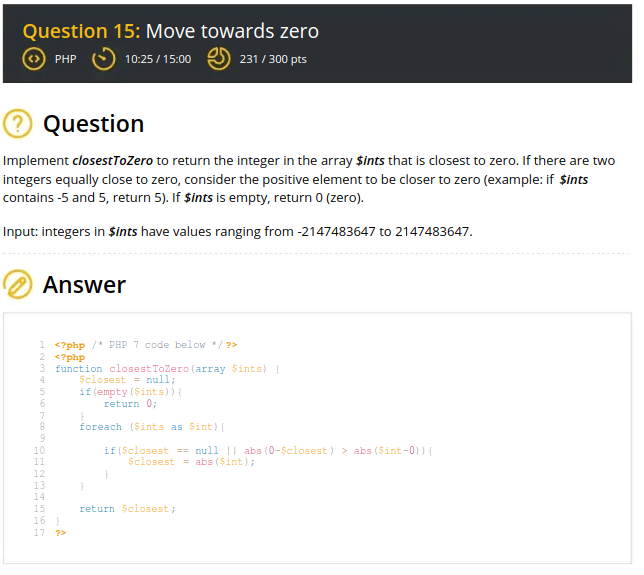 Question 15: Move towards zero
PHP 10:25 / 15:00 231 / 300 pts
? Question
Implement closestToZero to return the integer in the array $ints that is closest to zero. If there are two
integers equally close to zero, consider the positive element to be closer to zero (example: if $ints
contains -5 and 5, return 5). If $ints is empty, return 0 (zero).
Input: integers in $ints have values ranging from -2147483647 to 2147483647.
Answer
1 <?php /* PHP 7 code below */?>
2 <?php
3 function closestToZero(array $ints) {
4     $closest = null;
5     if(empty($ints)){
6         return 0;
7     }
8     foreach ($ints as $int){
9
10         if($closest == null || abs(0-$closest) > abs($int-0)){
11             $closest = abs($int);
12         }
13     }
14
15     return $closest;
16 }
17 ?>